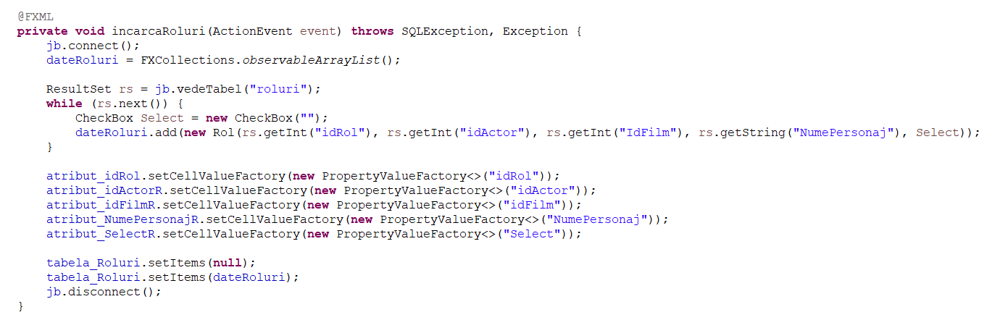 @FXML
private void incarcaRoluri(ActionEvent event) throws SQLException, Exception {
    jb.connect();
    dateRoluri = FXCollections.observableArrayList();

    ResultSet rs = jb.vedeTabel("roluri");
    while (rs.next()) {
        CheckBox Select = new CheckBox("");
        dateRoluri.add(new Rol(rs.getInt("idRol"), rs.getInt("idActor"), rs.getInt("IdFilm"), rs.getString("NumePersonaj"), Select));
    }

    atribut_idRol.setCellValueFactory(new PropertyValueFactory<>("idRol"));
    atribut_idActorR.setCellValueFactory(new PropertyValueFactory<>("idActor"));
    atribut_idFilmR.setCellValueFactory(new PropertyValueFactory<>("idFilm"));
    atribut_NumePersonajR.setCellValueFactory(new PropertyValueFactory<>("NumePersonaj"));
    atribut_SelectR.setCellValueFactory(new PropertyValueFactory<>("Select"));

    tabela_Roluri.setItems(null);
    tabela_Roluri.setItems(dateRoluri);
    jb.disconnect();
}